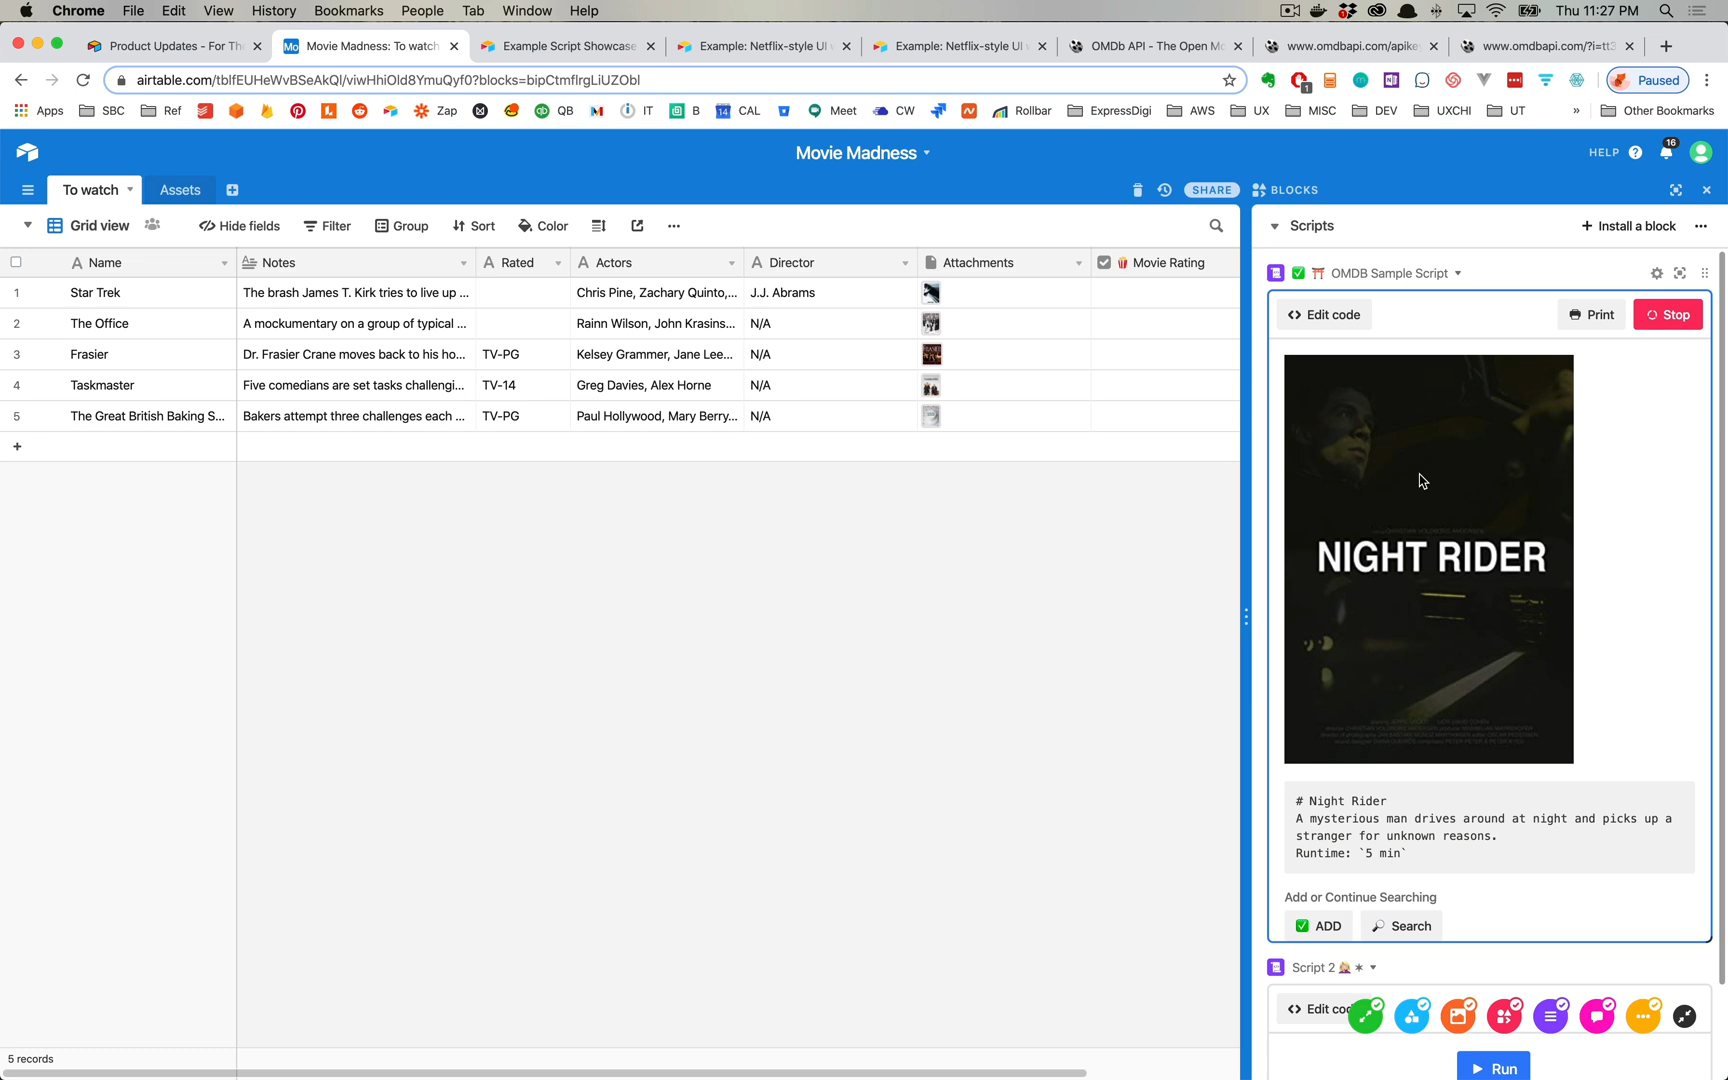 Chrome File Edit View History Bookmarks People Tab Window Help Thu 11:27 PM
Product Updates - For Th Movie Madness: To watch Example Script Showcase Example: Netflix-style UI Example: Netflix-style UI OMDb API - The Open M www.omdbapi.com/apike www.omdbapi.com/?i=tt3
airtable.com/tblfEUHeWvBSeAkQl/viwHhiOld8YmuQyf0?blocks=bipCtmflrgLiUZObl 1 Paused
Apps SBC Ref Zap QB IT B 14 CAL Meet CW Rollbar ExpressDigi AWS UX MISC DEV UXCHI UT » Other Bookmarks
Movie Madness HELP 16
To watch Assets SHARE BLOCKS
Grid view Hide fields Filter Group Sort Color Scripts + Install a block
Name Notes Rated Actors Director Attachments 🍿 Movie Rating
1 Star Trek The brash James T. Kirk tries to live up ... Chris Pine, Zachary Quinto,... J.J. Abrams
2 The Office A mockumentary on a group of typical ... Rainn Wilson, John Krasins... N/A
3 Frasier Dr. Frasier Crane moves back to his ho... TV-PG Kelsey Grammer, Jane Lee... N/A
4 Taskmaster Five comedians are set tasks challengi... TV-14 Greg Davies, Alex Horne N/A
5 The Great British Baking S... Bakers attempt three challenges each ... TV-PG Paul Hollywood, Mary Berry... N/A
+
5 records
✅ ⛩ OMDB Sample Script
<> Edit code Print Stop
NIGHT RIDER
# Night Rider
A mysterious man drives around at night and picks up a
stranger for unknown reasons.
Runtime: `5 min`
Add or Continue Searching
✅ ADD 🔎 Search
Script 2
<> Edit co
Run